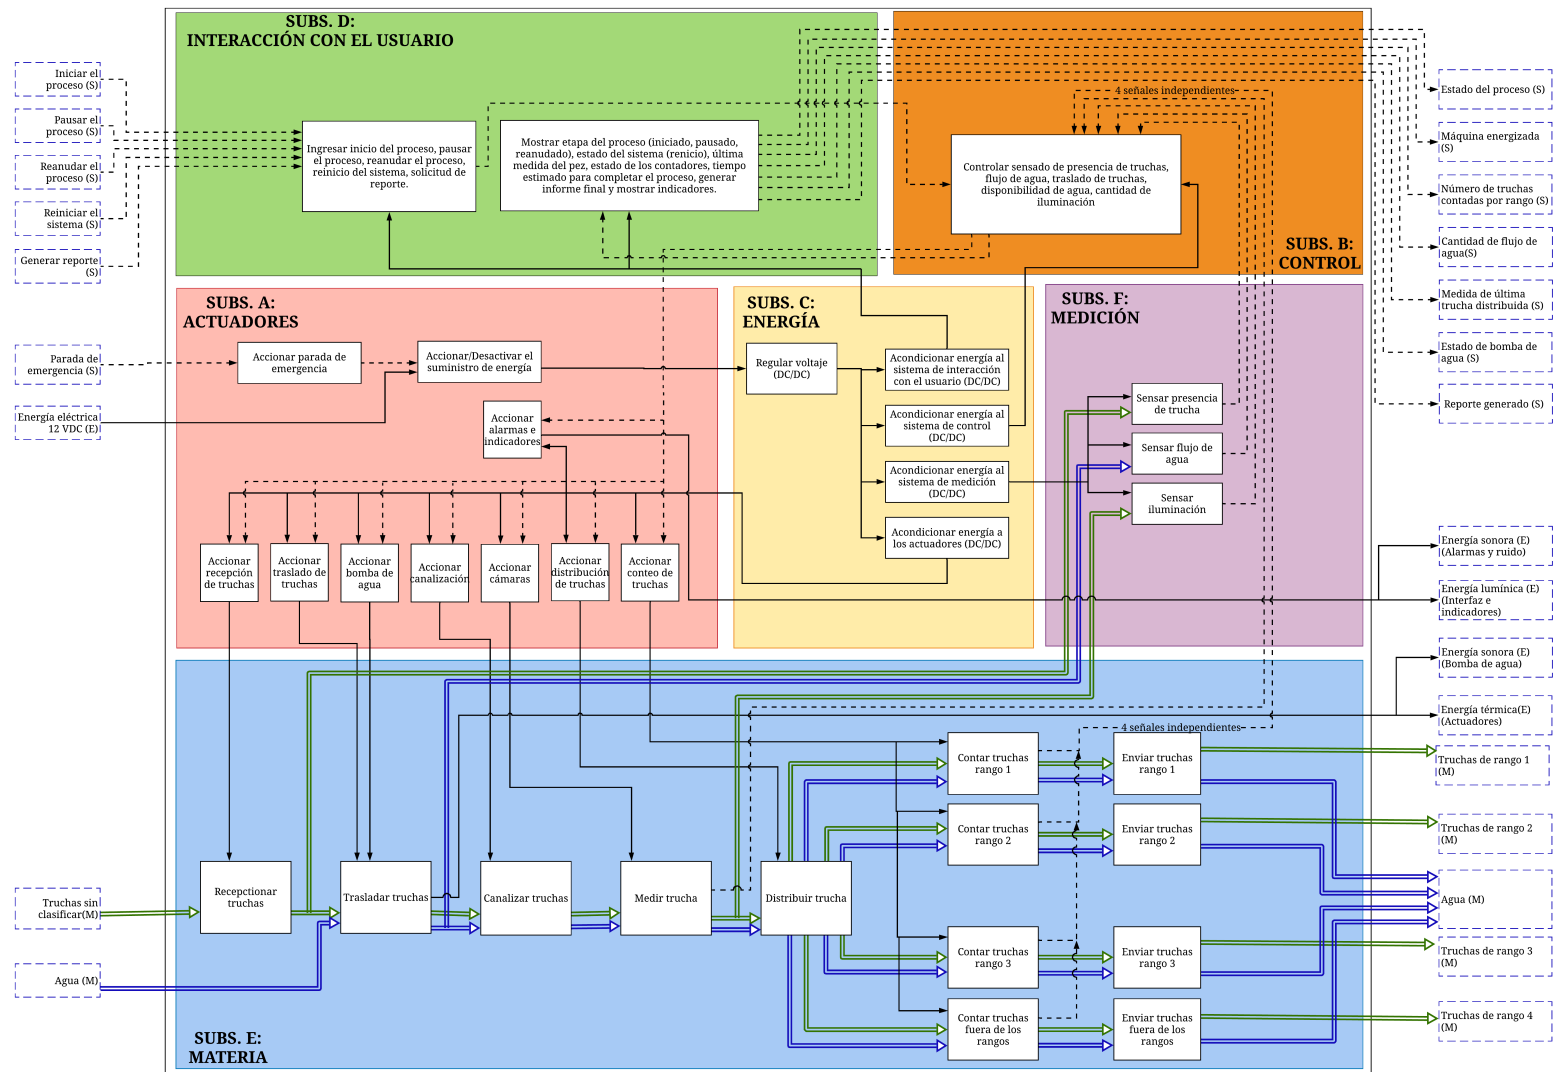 SUBS. D:
INTERACCIÓN CON EL USUARIO
Iniciar el
proceso (S)
Pausar el
proceso (S)
Reanudar el
proceso (S)
Reiniciar el
sistema (S)
Generar reporte
(S)
Ingresar inicio del proceso, pausar
el proceso, reanudar el proceso,
reinicio del sistema, solicitud de
reporte.
Mostrar etapa del proceso (iniciado, pausado,
reanudado), estado del sistema (renicio), última
medida del pez, estado de los contadores, tiempo
estimado para completar el proceso, generar
informe final y mostrar indicadores.
4 señales independientes
Controlar sensado de presencia de truchas,
flujo de agua, traslado de truchas,
disponibilidad de agua, cantidad de
iluminación
SUBS. B:
CONTROL
Estado del proceso (S)
Máquina energizada
(S)
Número de truchas
contadas por rango (S)
Cantidad de flujo de
agua(S)
Medida de última
trucha distribuida (S)
Estado de bomba de
agua (S)
Reporte generado (S)
SUBS. A:
ACTUADORES
Parada de
emergencia (S)
Energía eléctrica
12 VDC (E)
Accionar parada de
emergencia
Accionar/Desactivar el
suministro de energía
Accionar
alarmas e
indicadores
Accionar
recepción
de truchas
Accionar
traslado de
truchas
Accionar
bomba de
agua
Accionar
canalización
Accionar
cámaras
Accionar
distribución
de truchas
Accionar
conteo de
truchas
SUBS. C:
ENERGÍA
Regular voltaje
(DC/DC)
Acondicionar energía al
sistema de interacción
con el usuario (DC/DC)
Acondicionar energía al
sistema de control
(DC/DC)
Acondicionar energía al
sistema de medición
(DC/DC)
Acondicionar energía a
los actuadores (DC/DC)
SUBS. F:
MEDICIÓN
Sensar presencia
de trucha
Sensar flujo de
agua
Sensar
iluminación
Energía sonora (E)
(Alarmas y ruido)
Energía lumínica (E)
(Interfaz e
indicadores)
Energía sonora (E)
(Bomba de agua)
Energía térmica(E)
(Actuadores)
4 señales independientes
Truchas sin
clasificar(M)
Agua (M)
Recepctionar
truchas
Trasladar truchas
Canalizar truchas
Medir trucha
Distribuir trucha
Contar truchas
rango 1
Enviar truchas
rango 1
Contar truchas
rango 2
Enviar truchas
rango 2
Contar truchas
rango 3
Enviar truchas
rango 3
Contar truchas
fuera de los
rangos
Enviar truchas
fuera de los
rangos
Truchas de rango 1
(M)
Truchas de rango 2
(M)
Agua (M)
Truchas de rango 3
(M)
Truchas de rango 4
(M)
SUBS. E:
MATERIA